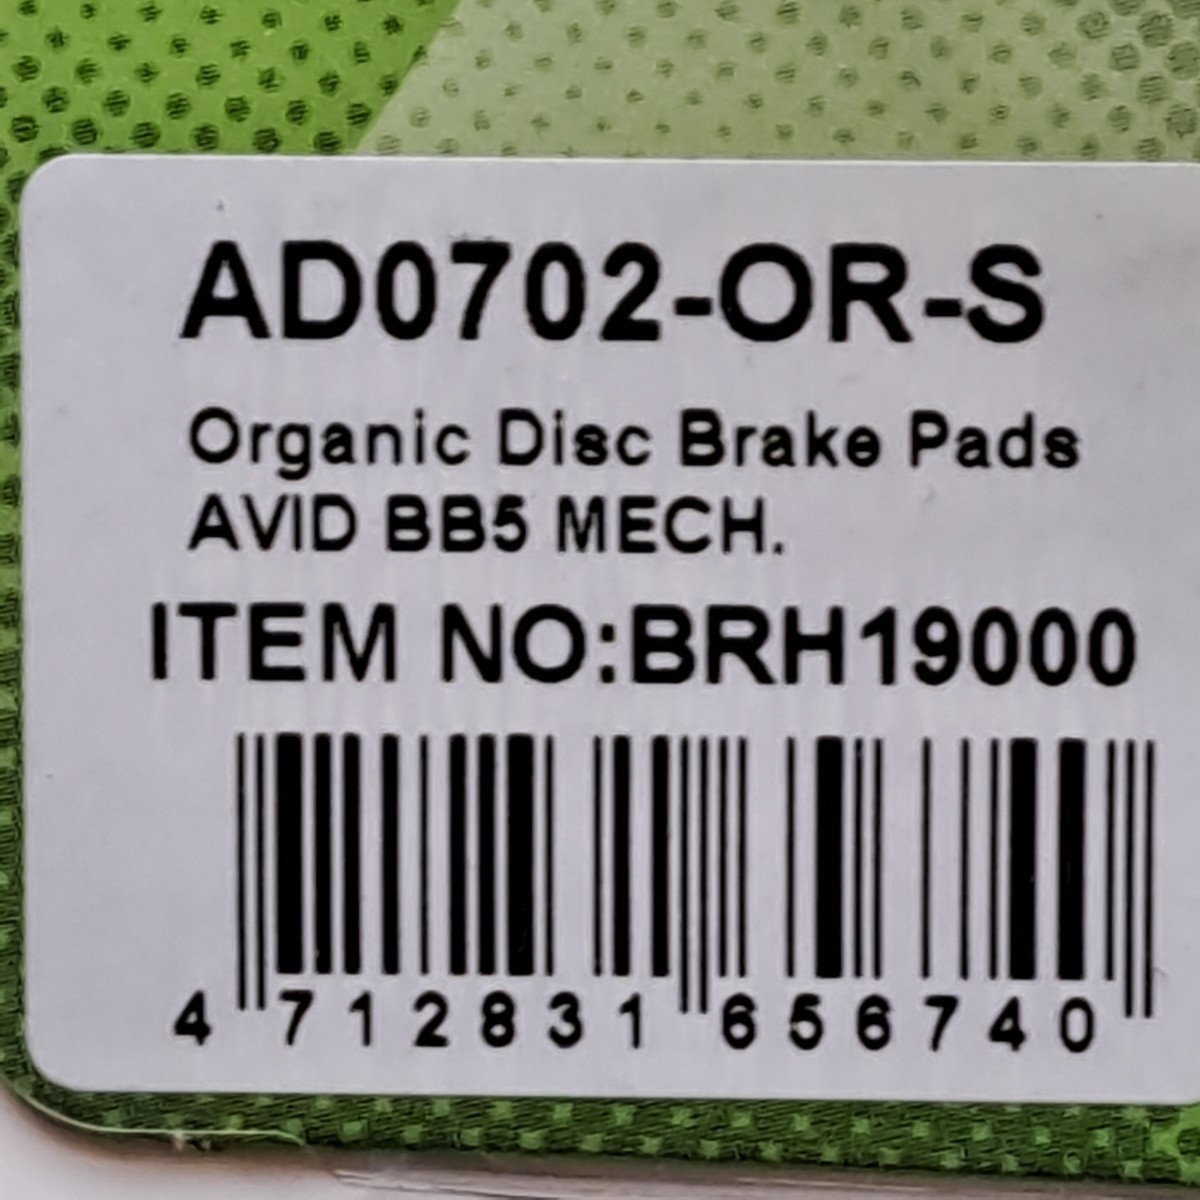 AD0702-OR-S
Organic Disc Brake Pads
AVID BB5 MECH.
ITEM NO:BRH19000
4 712831 656740